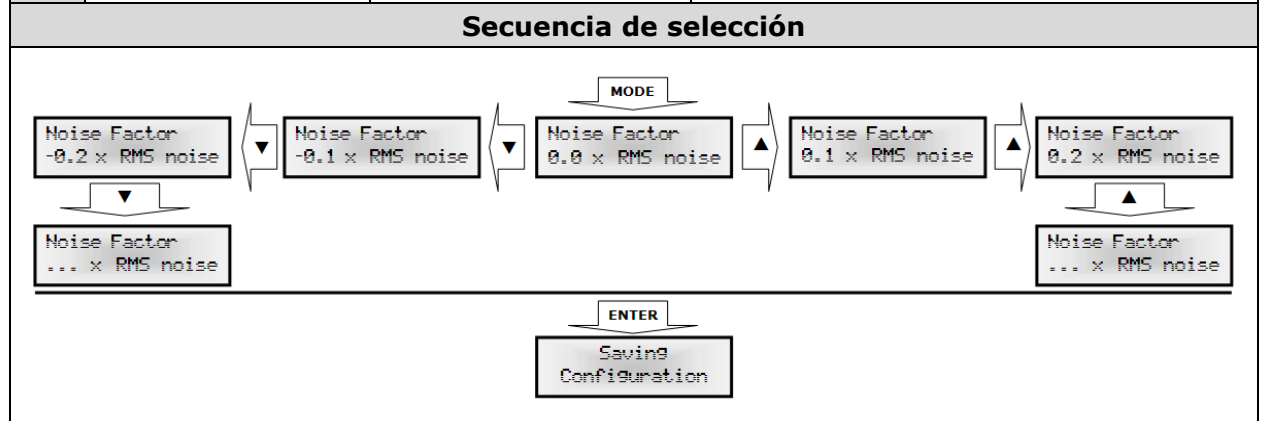 Secuencia de selección
MODE
Noise Factor
-0.2 x RMS noise
▼
Noise Factor
-0.1 x RMS noise
▼
Noise Factor
0.0 x RMS noise
▲
Noise Factor
0.1 x RMS noise
▲
Noise Factor
0.2 x RMS noise
▼
▲
Noise Factor
... x RMS noise
Noise Factor
... x RMS noise
ENTER
Saving
Configuration